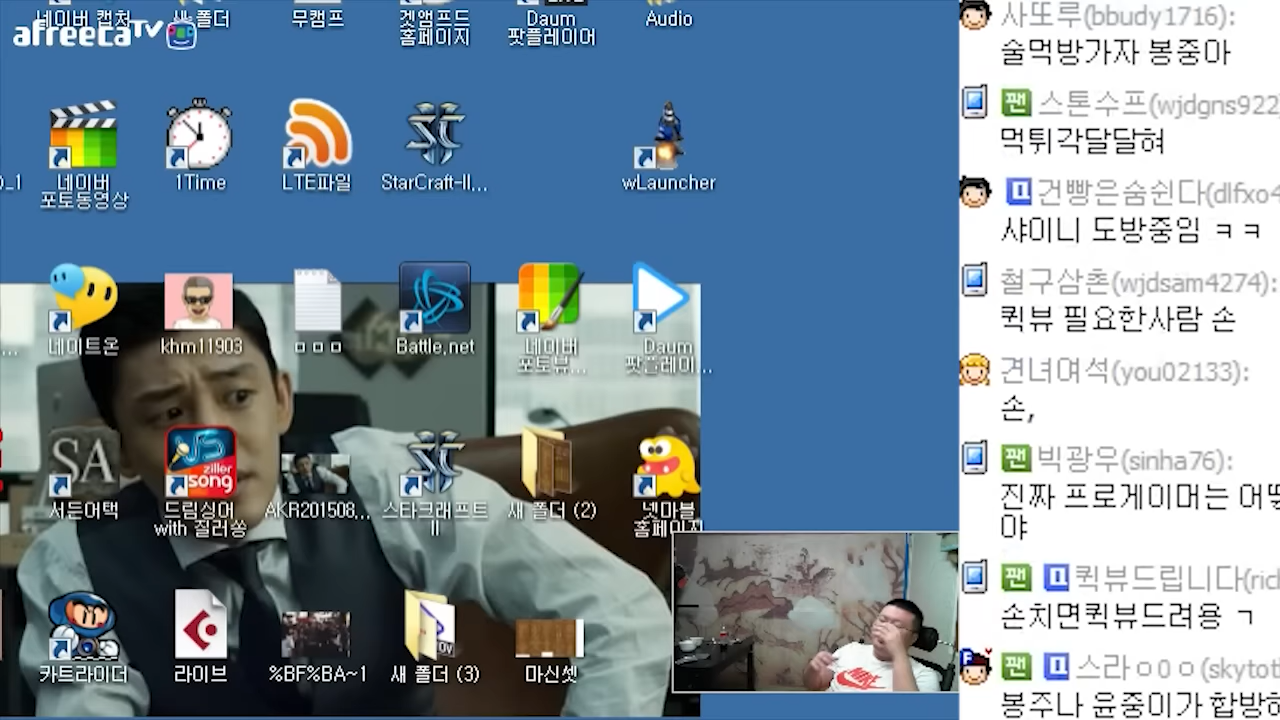 네이버 캡처
새 폴더
무캠프
겟앰프드
홈페이지
Daum
팟플레이어
Audio
afreecaTV
네이버
포토동영상
1Time
LTE파일
StarCraft-II...
wLauncher
네이트온
khm11903
ㅁㅁㅁ
Battle.net
네이버
포토뷰...
Daum
팟플레이...
SA
서든어택
ziller
song
드림싱어
with 질러쏭
AKR201508...
스타크래프트
II
새 폴더 (2)
넷마블
홈페이지
카트라이더
라이브
%BF%BA~1
새 폴더 (3)
마신셋
사또루(bbudy1716):
술먹방가자 봉중아
팬 스톤수프(wjdgns922
먹튀각달달혀
건빵은숨쉰다(dlfxo4
샤이니 도방중임 ㅋㅋ
철구삼촌(wjdsam4274):
퀵뷰 필요한사람 손
견녀여석(you02133):
손,
팬 빅광우(sinha76):
진짜 프로게이머는 어떻
야
팬 퀵뷰드립니다(ric
손치면퀵뷰드려용 ㄱ
팬 스라ㅇ0ㅇ(skytot
봉주나 윤중이가 합방하